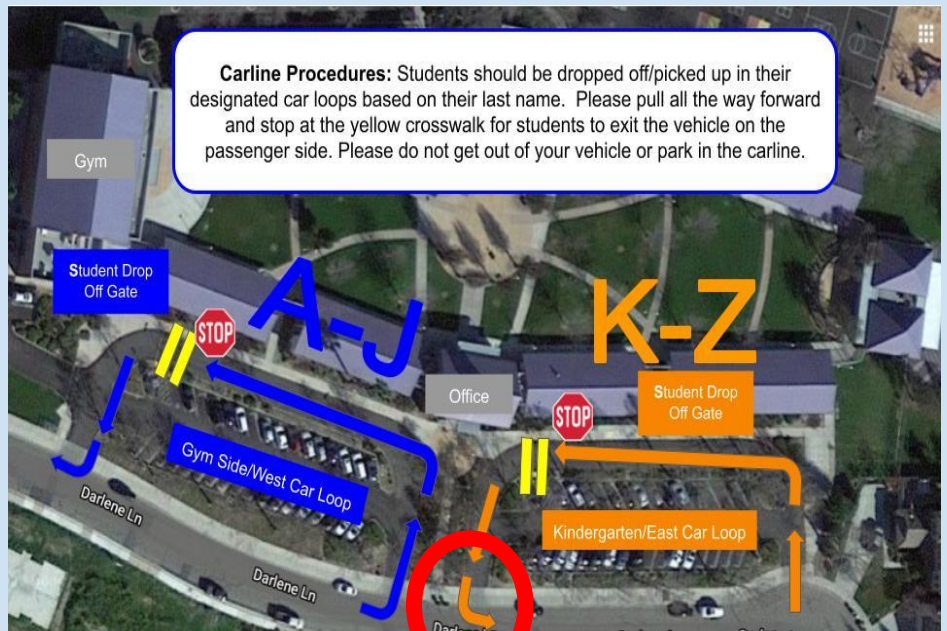 Carline Procedures: Students should be dropped off/picked up in their
designated car loops based on their last name. Please pull all the way forward
and stop at the yellow crosswalk for students to exit the vehicle on the
passenger side. Please do not get out of your vehicle or park in the carline.
Gym
Student Drop
Off Gate
STOP
A-J
K-Z
Office
STOP
Student Drop
Off Gate
Gym Side/West Car Loop
Kindergarten/East Car Loop
Darlene Ln
Darlene Ln